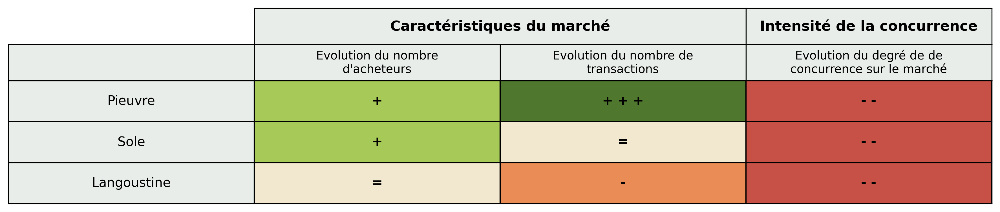 Caractéristiques du marché
Intensité de la concurrence
Evolution du nombre
d'acheteurs
Evolution du nombre de
transactions
Evolution du degré de de
concurrence sur le marché
Pieuvre
+
+ + +
- -
Sole
+
=
- -
Langoustine
=
-
- -